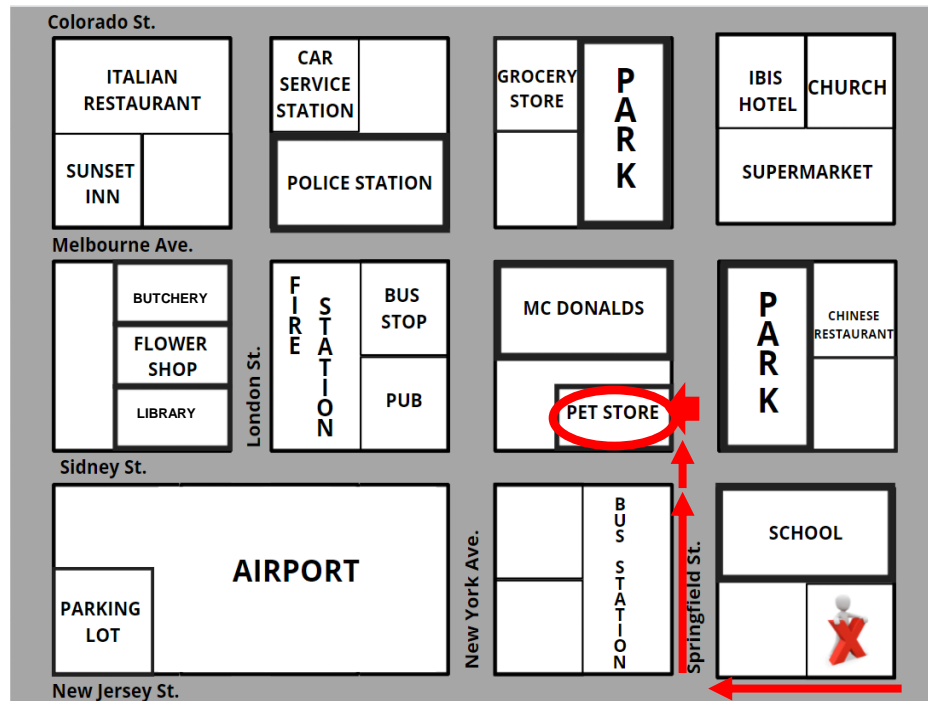 Colorado St.
ITALIAN
RESTAURANT
CAR
SERVICE
STATION
GROCERY
STORE
PARK
IBIS
HOTEL
CHURCH
SUNSET
INN
POLICE STATION
SUPERMARKET
Melbourne Ave.
BUTCHERY
FLOWER
SHOP
LIBRARY
London St.
FIRE
STATION
BUS
STOP
PUB
MC DONALDS
PET STORE
PARK
CHINESE
RESTAURANT
Sidney St.
AIRPORT
PARKING
LOT
New York Ave.
BUS STATION
Springfield St.
SCHOOL
X
New Jersey St.